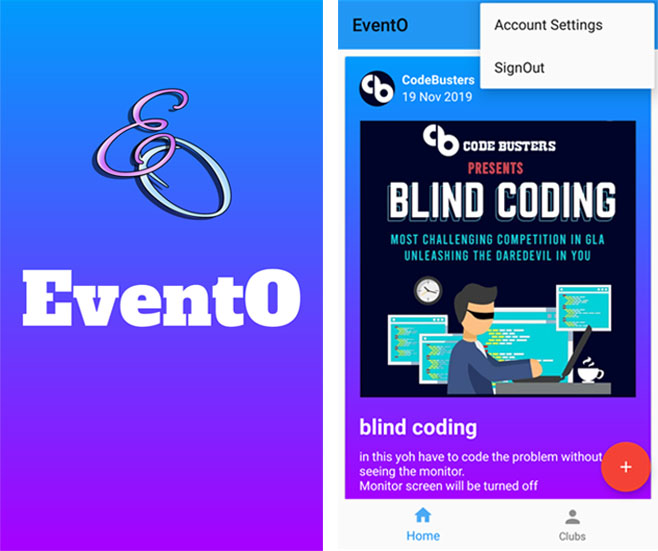 EO
EventO
EventO
Account Settings
SignOut
CodeBusters
19 Nov 2019
cb CODE BUSTERS
PRESENTS
BLIND CODING
MOST CHALLENGING COMPETITION IN GLA
UNLEASHING THE DAREDEVIL IN YOU
blind coding
in this yoh have to code the problem without
seeing the monitor.
Monitor screen will be turned off
+
Home
Clubs